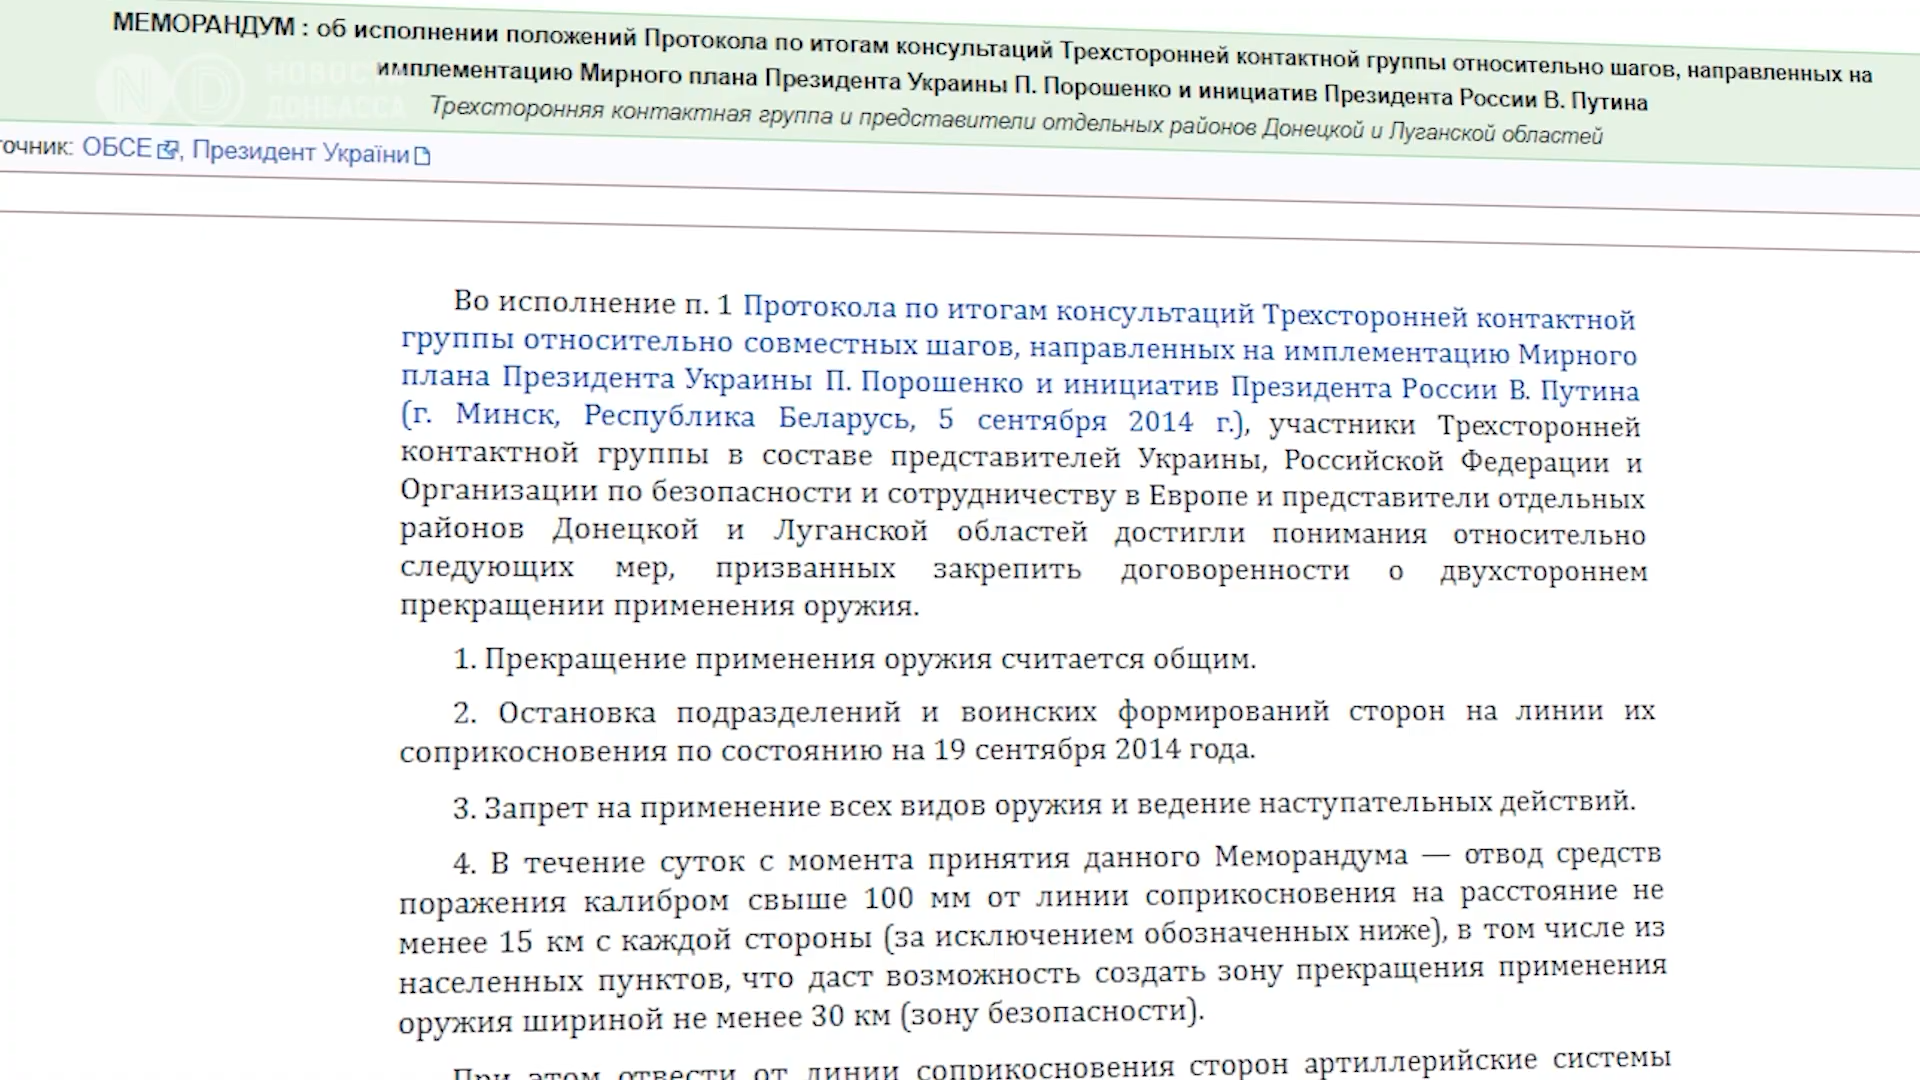 МЕМОРАНДУМ : об исполнении положений Протокола по итогам консультаций Трехсторонней контактной группы относительно шагов, направленных на
имплементацию Мирного плана Президента Украины П. Порошенко и инициатив Президента России В. Путина
Трехсторонняя контактная группа и представители отдельных районов Донецкой и Луганской областей
ND НОВОСТИ
ДОНБАССА
точник: ОБСЕ, Президент України
Во исполнение п. 1 Протокола по итогам консультаций Трехсторонней контактной
группы относительно совместных шагов, направленных на имплементацию Мирного
плана Президента Украины П. Порошенко и инициатив Президента России В. Путина
(г. Минск, Республика Беларусь, 5 сентября 2014 г.), участники Трехсторонней
контактной группы в составе представителей Украины, Российской Федерации и
Организации по безопасности и сотрудничеству в Европе и представители отдельных
районов Донецкой и Луганской областей достигли понимания относительно
следующих мер, призванных закрепить договоренности о двухстороннем
прекращении применения оружия.
1. Прекращение применения оружия считается общим.
2. Остановка подразделений и воинских формирований сторон на линии их
соприкосновения по состоянию на 19 сентября 2014 года.
3. Запрет на применение всех видов оружия и ведение наступательных действий.
4. В течение суток с момента принятия данного Меморандума — отвод средств
поражения калибром свыше 100 мм от линии соприкосновения на расстояние не
менее 15 км с каждой стороны (за исключением обозначенных ниже), в том числе из
населенных пунктов, что даст возможность создать зону прекращения применения
оружия шириной не менее 30 км (зону безопасности).
При этом отвести от линии соприкосновения сторон артиллерийские системы